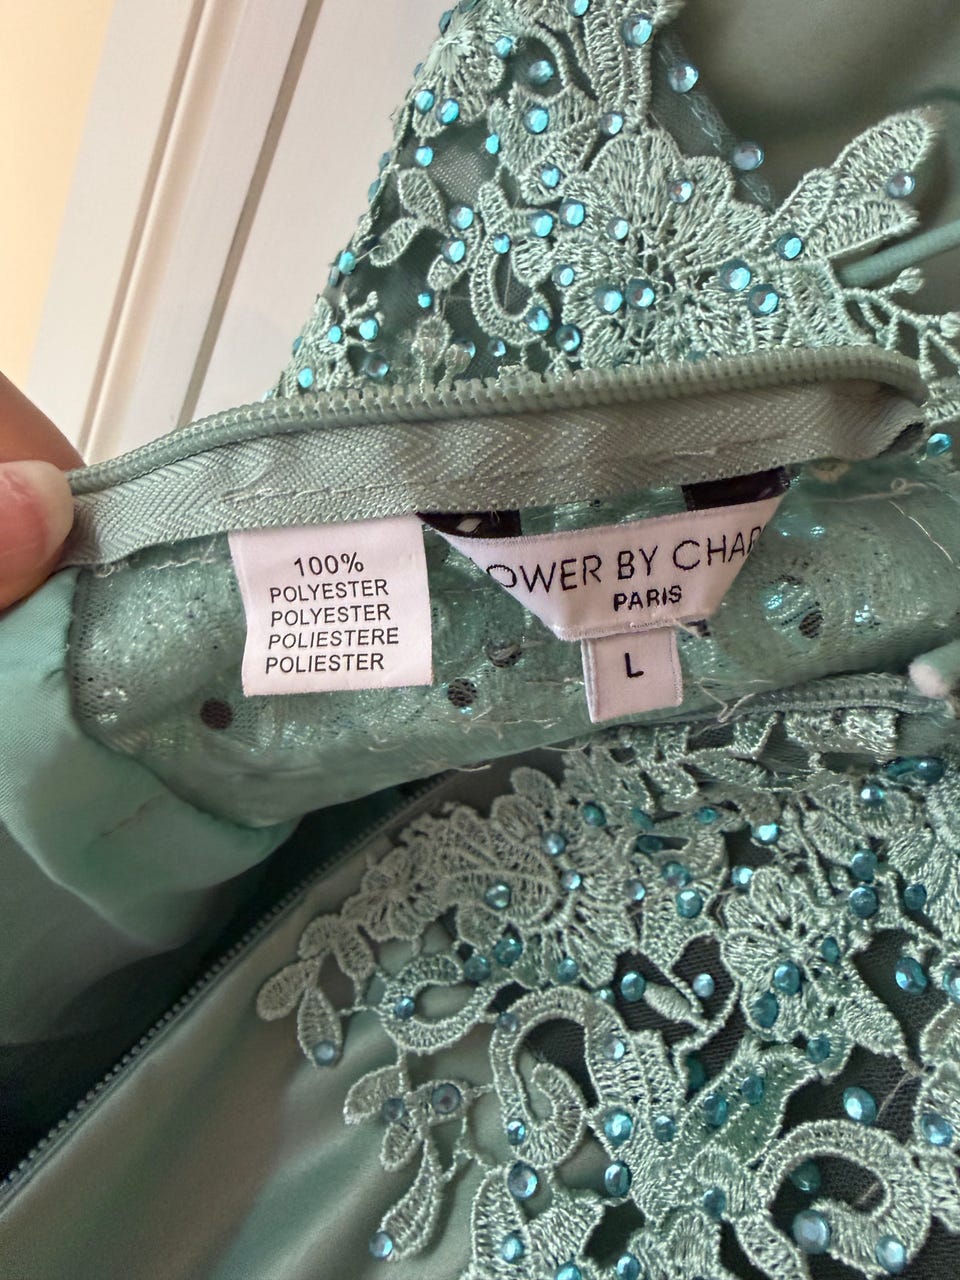 100%
POLYESTER
POLYESTER
POLIESTERE
POLIESTER
OWER BY CHAR
PARIS
L